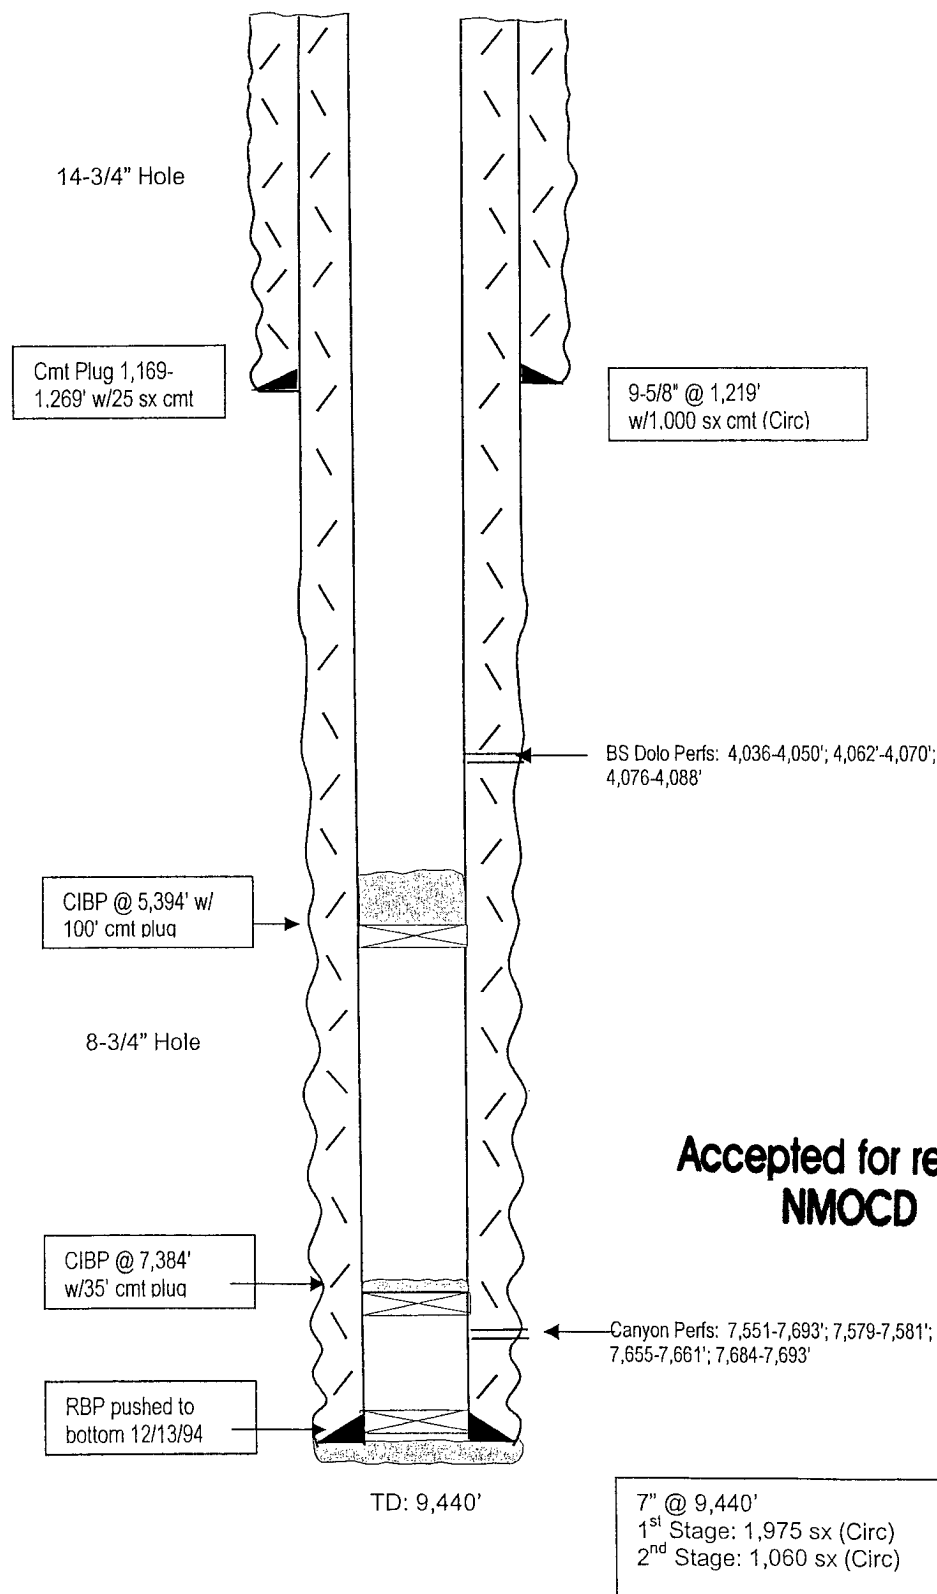 14-3/4" Hole
Cmt Plug 1,169-
1,269' w/25 sx cmt
9-5/8" @ 1,219'
w/1,000 sx cmt (Circ)
BS Dolo Perfs: 4,036-4,050'; 4,062'-4,070';
4,076-4,088'
CIBP @ 5,394' w/
100' cmt plug
8-3/4" Hole
Accepted for re
NMOCD
CIBP @ 7,384'
w/35' cmt plug
Canyon Perfs: 7,551-7,693'; 7,579-7,581';
7,655-7,661'; 7,684-7,693'
RBP pushed to
bottom 12/13/94
TD: 9,440'
7" @ 9,440'
1st Stage: 1,975 sx (Circ)
2nd Stage: 1,060 sx (Circ)